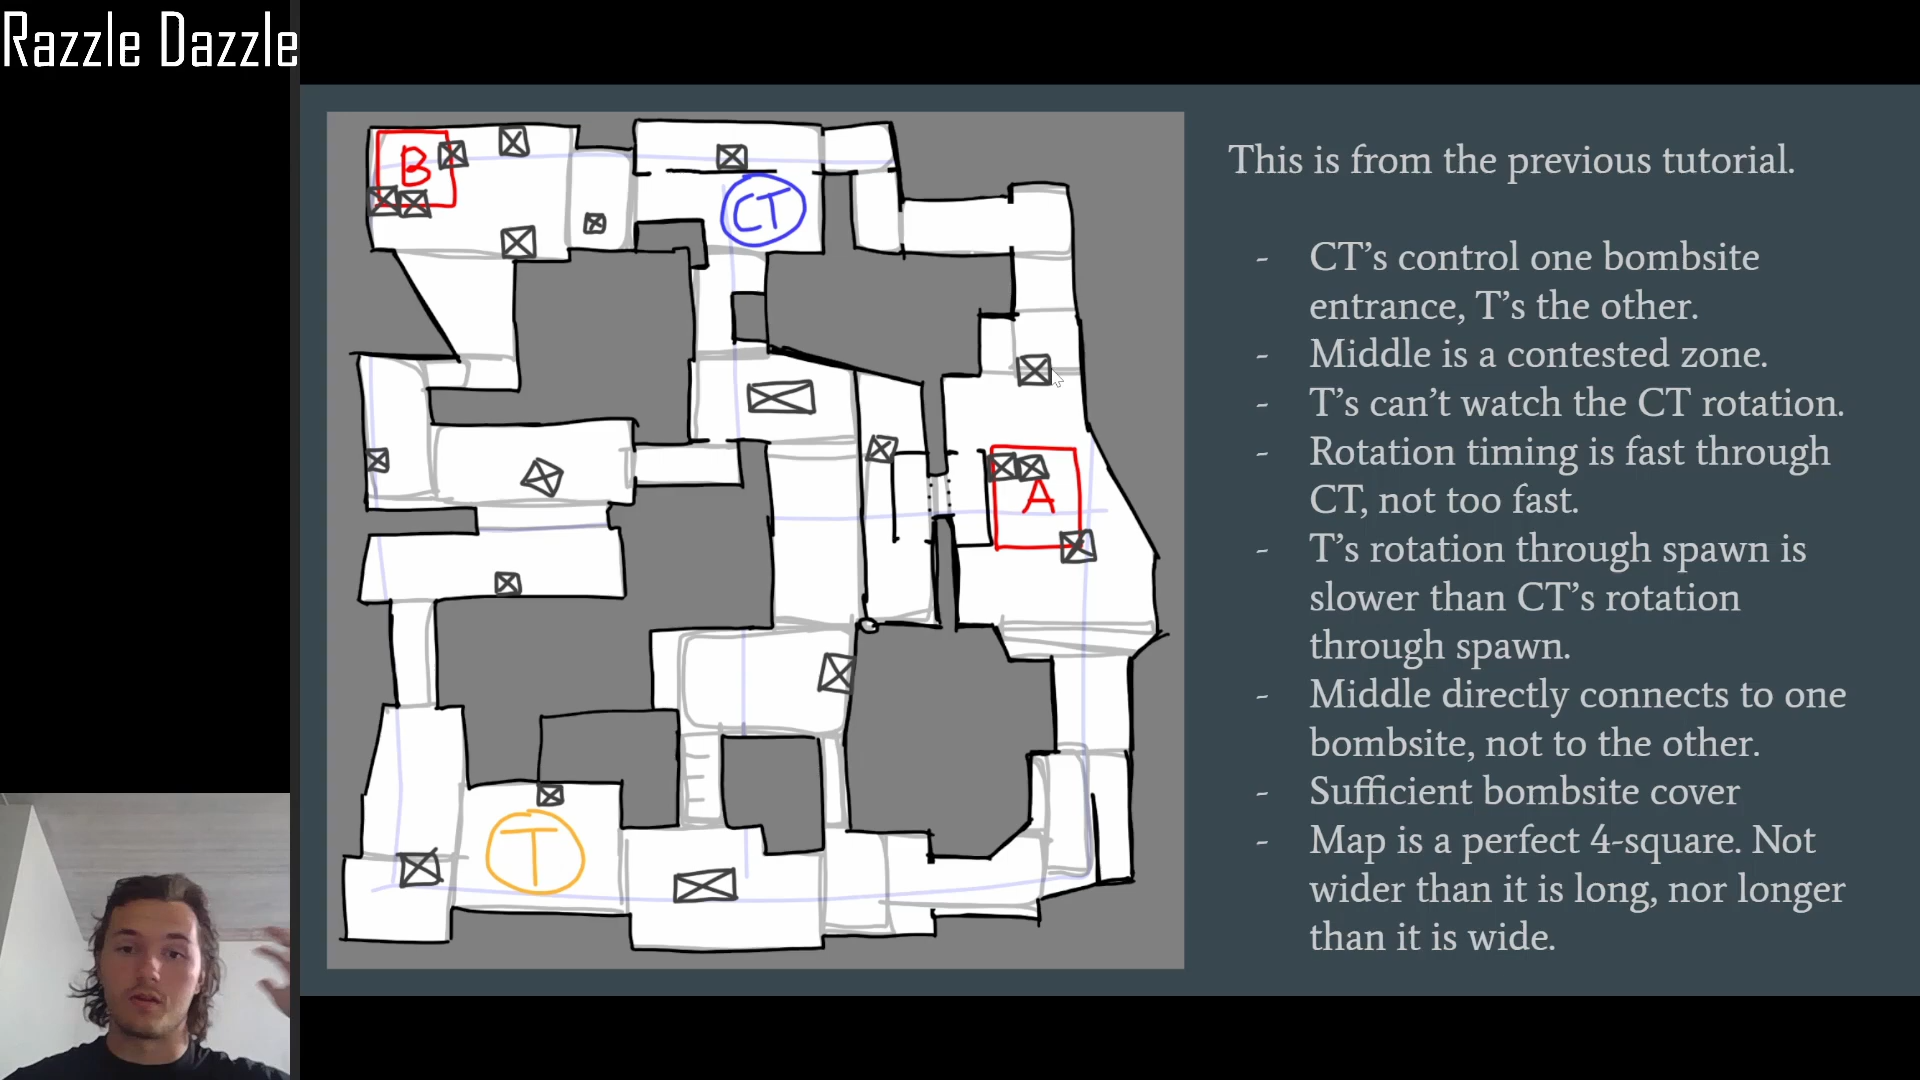 Razzle Dazzle
This is from the previous tutorial.
B
CT
- CT’s control one bombsite
entrance, T’s the other.
- Middle is a contested zone.
- T’s can’t watch the CT rotation.
- Rotation timing is fast through
CT, not too fast.
A
- T’s rotation through spawn is
slower than CT’s rotation
through spawn.
- Middle directly connects to one
bombsite, not to the other.
- Sufficient bombsite cover
T
- Map is a perfect 4-square. Not
wider than it is long, nor longer
than it is wide.